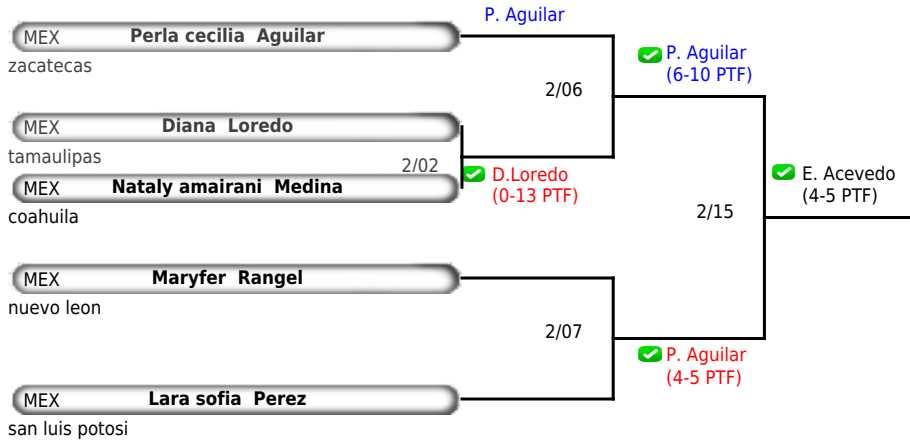 P. Aguilar
MEX Perla cecilia Aguilar
zacatecas
P. Aguilar
(6-10 PTF)
2/06
MEX Diana Loredo
tamaulipas
2/02
D.Loredo
(0-13 PTF)
MEX Nataly amairani Medina
coahuila
E. Acevedo
(4-5 PTF)
2/15
MEX Maryfer Rangel
nuevo leon
2/07
P. Aguilar
(4-5 PTF)
MEX Lara sofia Perez
san luis potosi